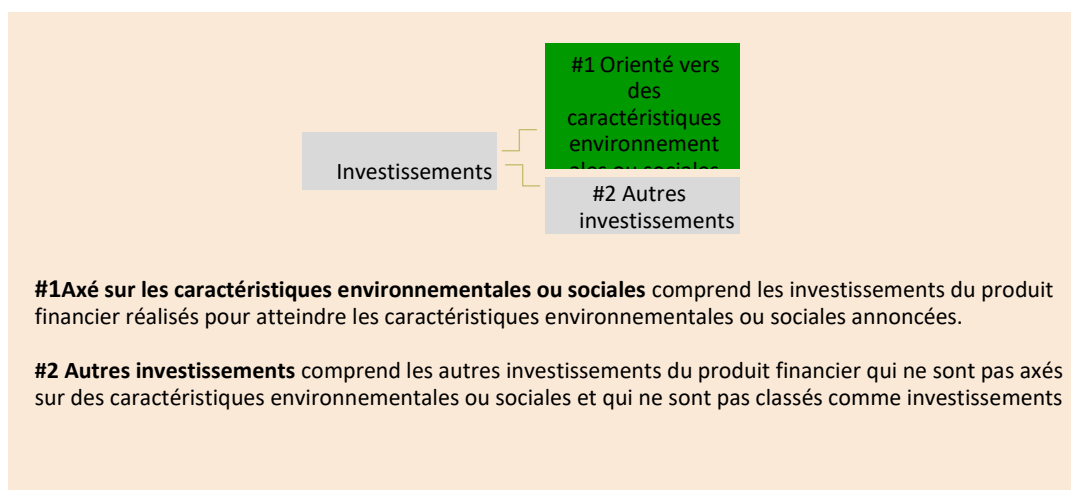 #1 Orienté vers
des
caractéristiques
environnement
ales ou sociales
Investissements
#2 Autres
investissements
#1Axé sur les caractéristiques environnementales ou sociales comprend les investissements du produit
financier réalisés pour atteindre les caractéristiques environnementales ou sociales annoncées.
#2 Autres investissements comprend les autres investissements du produit financier qui ne sont pas axés
sur des caractéristiques environnementales ou sociales et qui ne sont pas classés comme investissements